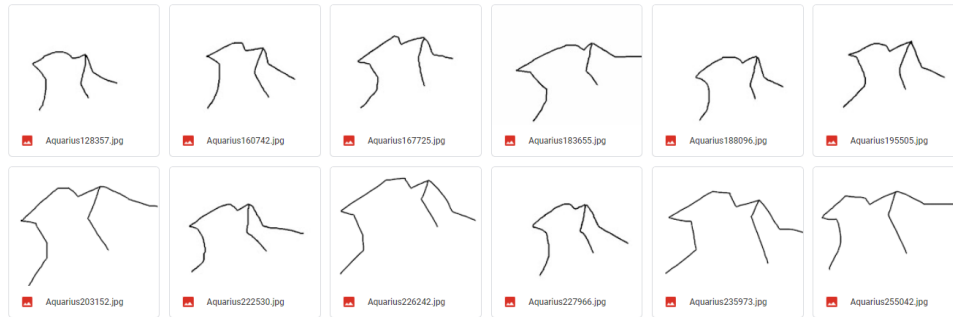 Aquarius128357.jpg
Aquarius160742.jpg
Aquarius167725.jpg
Aquarius183655.jpg
Aquarius188096.jpg
Aquarius195505.jpg
Aquarius203152.jpg
Aquarius222530.jpg
Aquarius226242.jpg
Aquarius227966.jpg
Aquarius235973.jpg
Aquarius255042.jpg